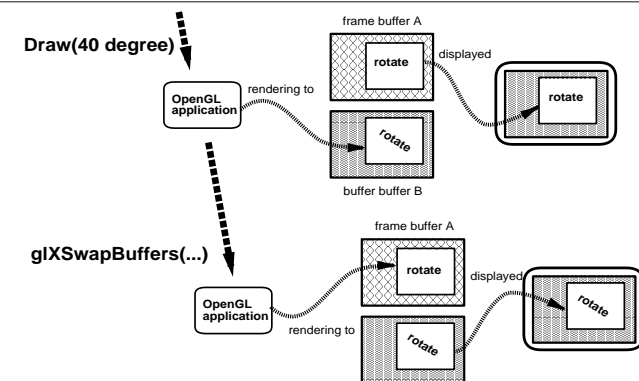 frame buffer A
Draw(40 degree)
displayed
rotate
rotate
rendering to
OpenGL
application
rotate
buffer buffer B
frame buffer A
glXSwapBuffers(...)
rotate
displayed
rotate
OpenGL
application
rendering to
rotate